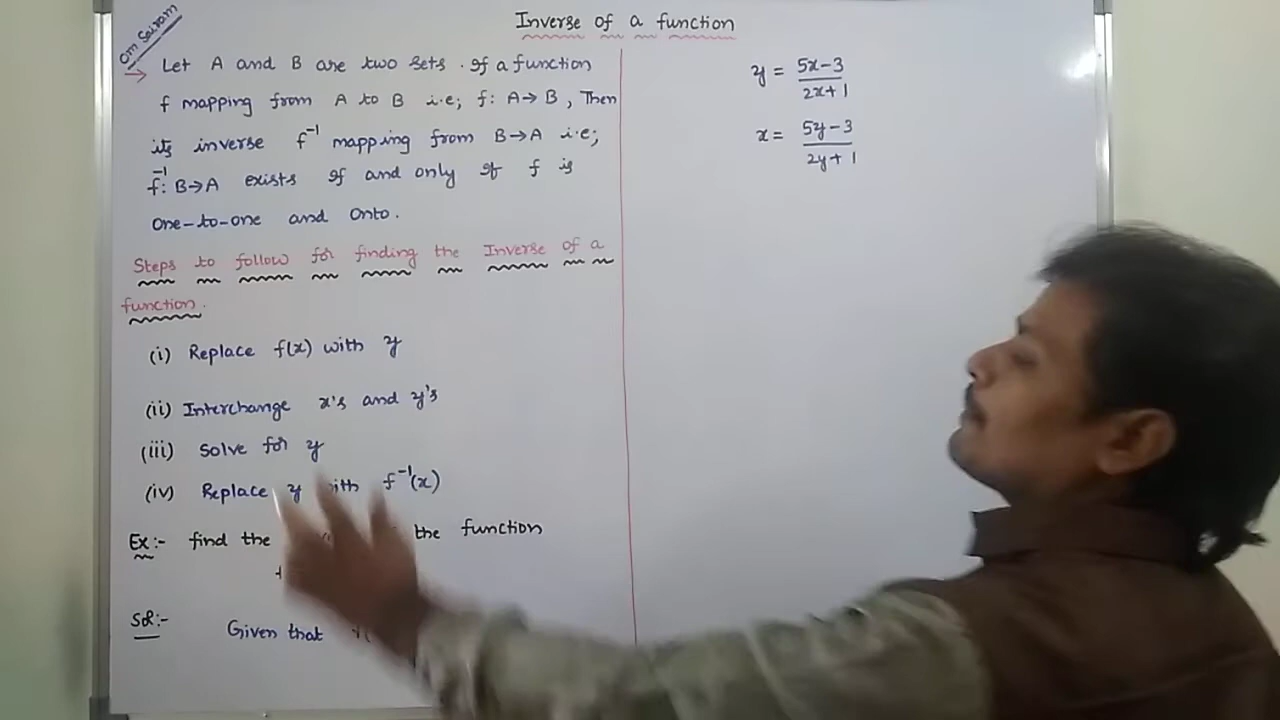 Inverse of a function
Om Sairam
→ Let A and B are two sets . If a function
f mapping from A to B i.e; f: A→B, Then
its inverse f⁻¹ mapping from B→A i.e;
f⁻¹: B→A exists if and only if f is
one-to-one and onto.
Steps to follow for finding the Inverse of a
function.
(i) Replace f(x) with y
(ii) Interchange x's and y's
(iii) Solve for y
(iv) Replace y with f⁻¹(x)
Ex:- find the the function
Sol:- Given that
y = (5x-3)/(2x+1)
x = (5y-3)/(2y+1)